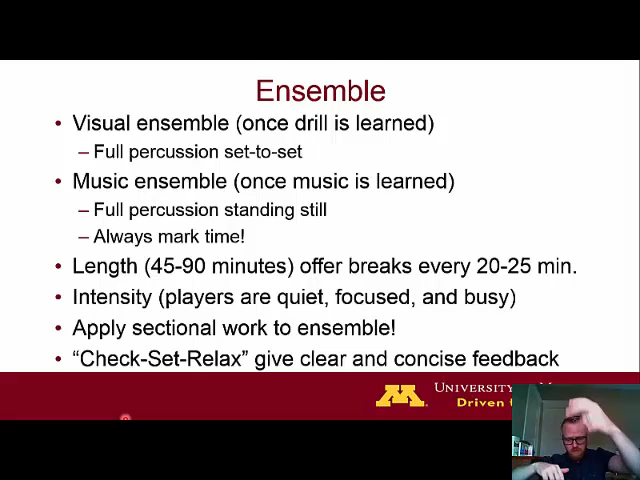 Ensemble
• Visual ensemble (once drill is learned)
– Full percussion set-to-set
• Music ensemble (once music is learned)
– Full percussion standing still
– Always mark time!
• Length (45-90 minutes) offer breaks every 20-25 min.
• Intensity (players are quiet, focused, and busy)
• Apply sectional work to ensemble!
• “Check-Set-Relax” give clear and concise feedback
M
University
Driven